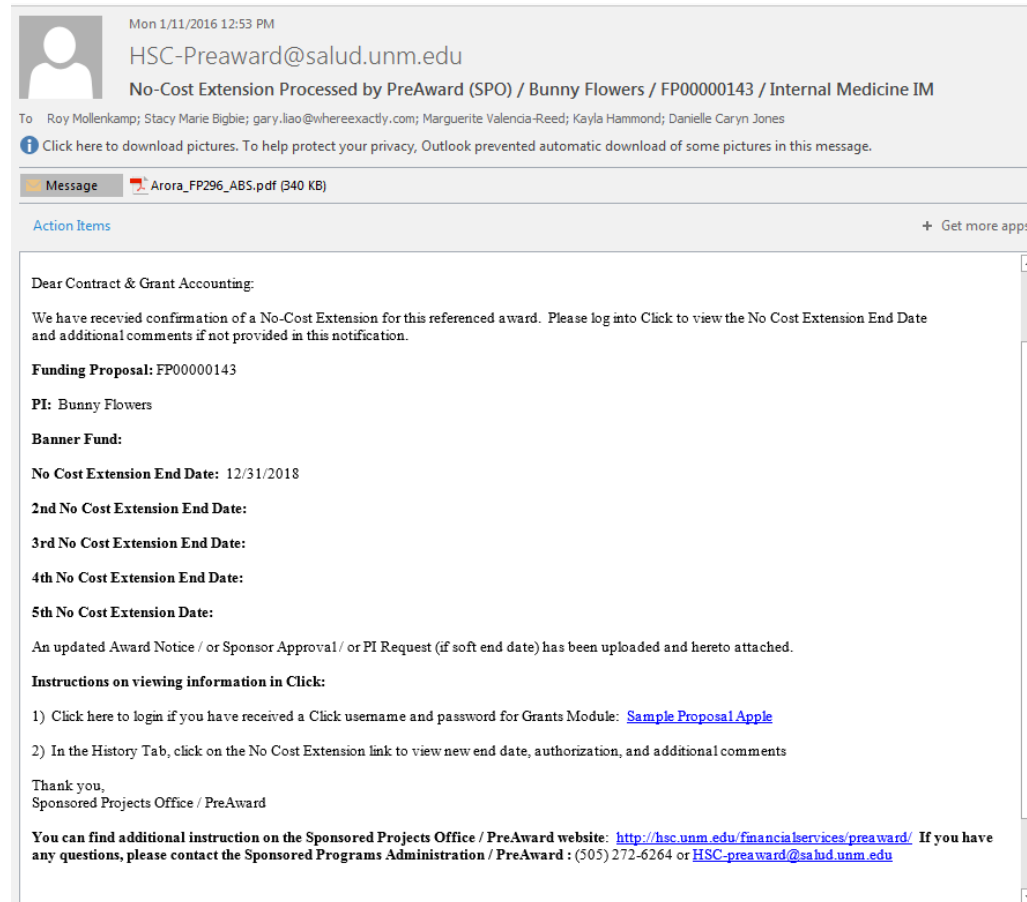 Mon 1/11/2016 12:53 PM
HSC-Preaward@salud.unm.edu
No-Cost Extension Processed by PreAward (SPO) / Bunny Flowers / FP00000143 / Internal Medicine IM
To Roy Mollenkamp; Stacy Marie Bigbie; gary.liao@whereexactly.com; Marguerite Valencia-Reed; Kayla Hammond; Danielle Caryn Jones
Click here to download pictures. To help protect your privacy, Outlook prevented automatic download of some pictures in this message.
Message Arora_FP296_ABS.pdf (340 KB)
Action Items + Get more apps
Dear Contract & Grant Accounting:
We have recevied confirmation of a No-Cost Extension for this referenced award. Please log into Click to view the No Cost Extension End Date
and additional comments if not provided in this notification.
Funding Proposal: FP00000143
PI: Bunny Flowers
Banner Fund:
No Cost Extension End Date: 12/31/2018
2nd No Cost Extension End Date:
3rd No Cost Extension End Date:
4th No Cost Extension End Date:
5th No Cost Extension Date:
An updated Award Notice / or Sponsor Approval / or PI Request (if soft end date) has been uploaded and hereto attached.
Instructions on viewing information in Click:
1) Click here to login if you have received a Click username and password for Grants Module: Sample Proposal Apple
2) In the History Tab, click on the No Cost Extension link to view new end date, authorization, and additional comments
Thank you,
Sponsored Projects Office / PreAward
You can find additional instruction on the Sponsored Projects Office / PreAward website: http://hsc.unm.edu/financialservices/preaward/ If you have
any questions, please contact the Sponsored Programs Administration / PreAward : (505) 272-6264 or HSC-preaward@salud.unm.edu